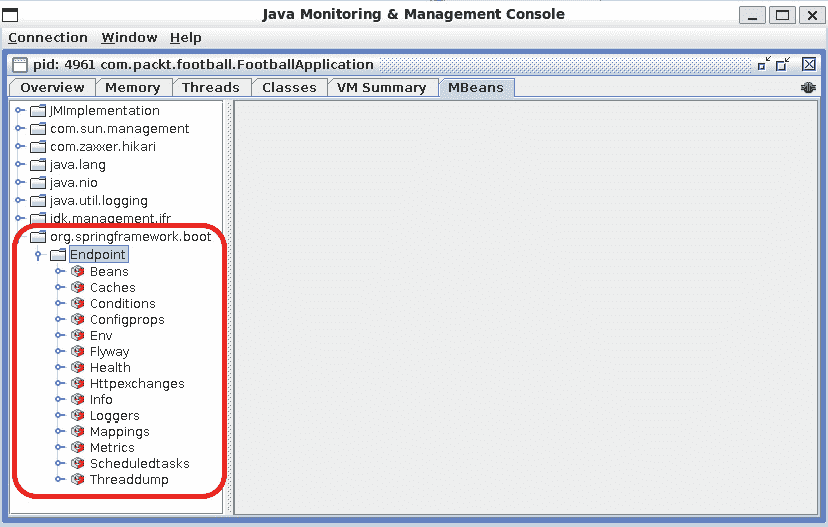 Java Monitoring & Management Console
Connection Window Help
pid: 4961 com.packt.football.FootballApplication
Overview Memory Threads Classes VM Summary MBeans
JMImplementation
com.sun.management
com.zaxxer.hikari
java.lang
java.nio
java.util.logging
jdk.management.jfr
org.springframework.boot
Endpoint
Beans
Caches
Conditions
Configprops
Env
Flyway
Health
Httpexchanges
Info
Loggers
Mappings
Metrics
Scheduledtasks
Threaddump